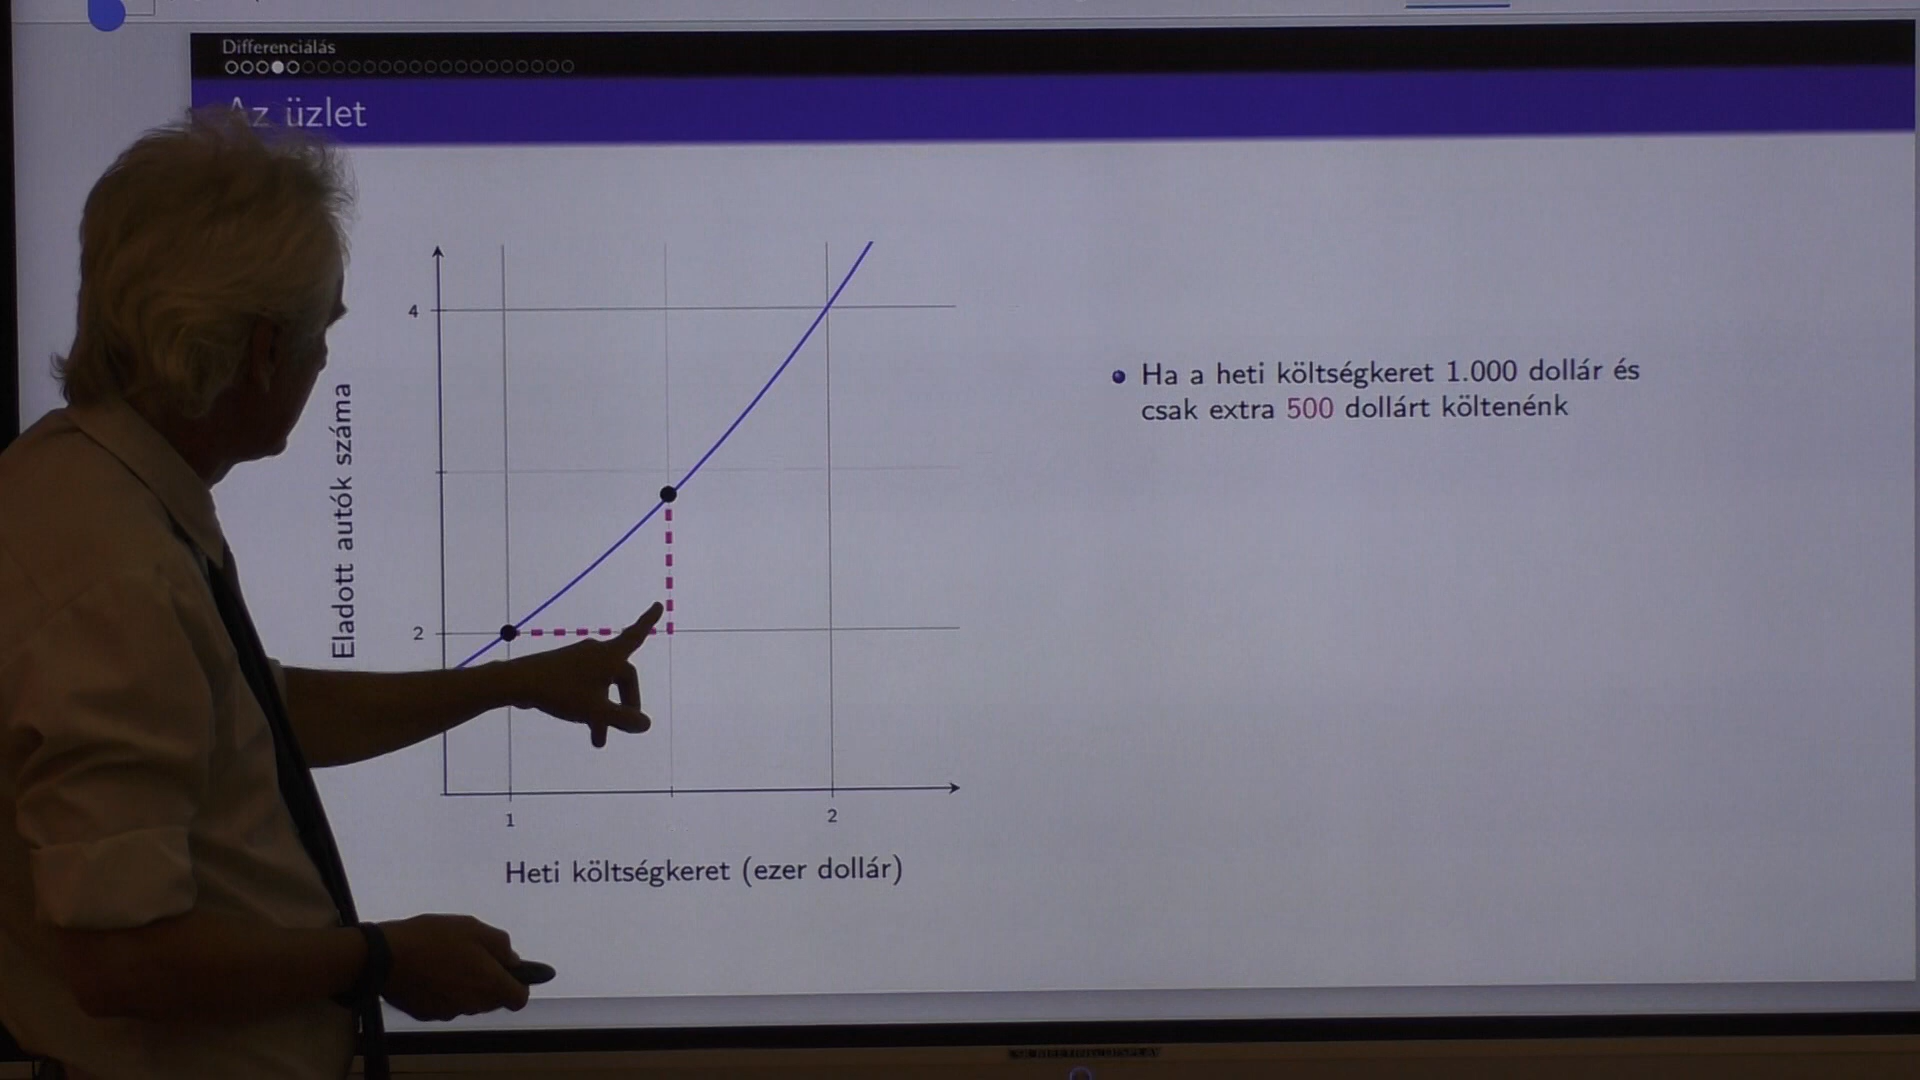 Differenciálás
Az üzlet
4
2
Eladott autók száma
1
2
Heti költségkeret (ezer dollár)
Ha a heti költségkeret 1.000 dollár és
csak extra 500 dollárt költenénk